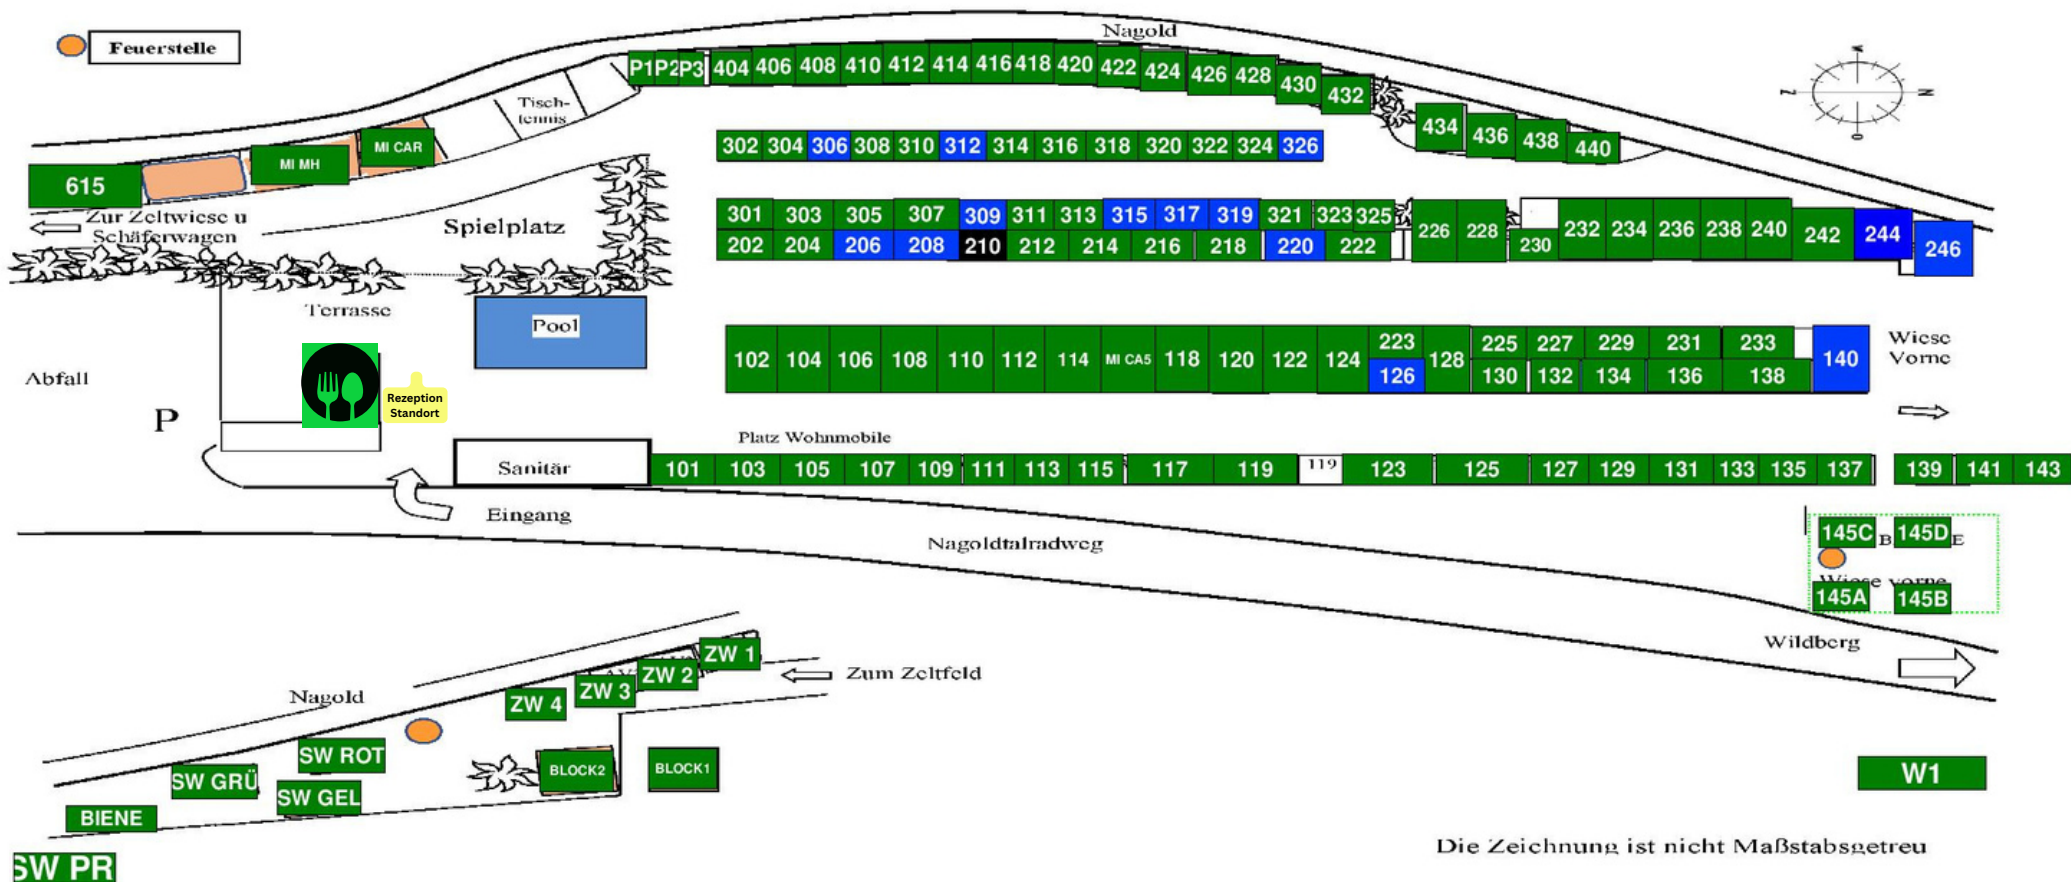 Feuerstelle
Nagold
P1 P2 P3 404 406 408 410 412 414 416 418 420 422 424 426 428 430 432
434 436 438 440
Tisch-
tennis
302 304 306 308 310 312 314 316 318 320 322 324 326
MI CAR
MI MH
615
Zur Zeltwiese u
Schäferwagen
Spielplatz
301 303 305 307 309 311 313 315 317 319 321 323 325
202 204 206 208 210 212 214 216 218 220 222
226 228 230 232 234 236 238 240 242 244 246
Terrasse
Pool
223 225 227 229 231 233
102 104 106 108 110 112 114 MI CA5 118 120 122 124 128 140
126 130 132 134 136 138
Wiese
Vorne
Abfall
Rezeption
Standort
P
Platz Wohnmobile
Sanitär
101 103 105 107 109 111 113 115 117 119 119 123 125 127 129 131 133 135 137 139 141 143
Eingang
Nagoldtalradweg
145C B 145D E
Wiese vorne
145A 145B
Wildberg
ZW 1
ZW 2
ZW 3
ZW 4
Zum Zeltfeld
Nagold
SW ROT
SW GRÜ
SW GEL
BLOCK2
BLOCK1
BIENE
SW PR
W1
Die Zeichnung ist nicht Maßstabsgetreu